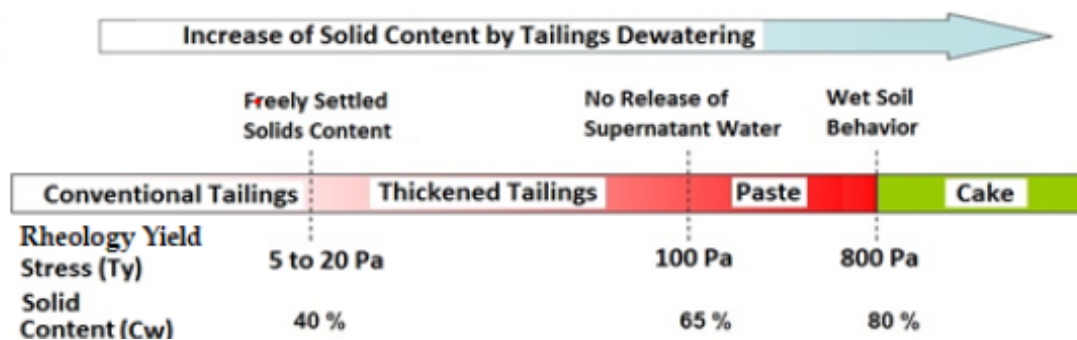 Increase of Solid Content by Tailings Dewatering
Freely Settled
Solids Content
No Release of
Supernatant Water
Wet Soil
Behavior
Conventional Tailings Thickened Tailings Paste Cake
Rheology Yield
Stress (Ty) 5 to 20 Pa 100 Pa 800 Pa
Solid
Content (Cw) 40 % 65 % 80 %